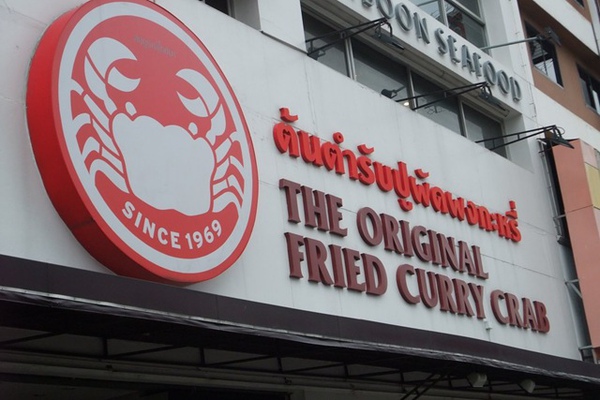 OON SEAFOOD
ต้นตำรับปูผัดผงกะหรี่
THE ORIGINAL
FRIED CURRY CRAB
SINCE 1969